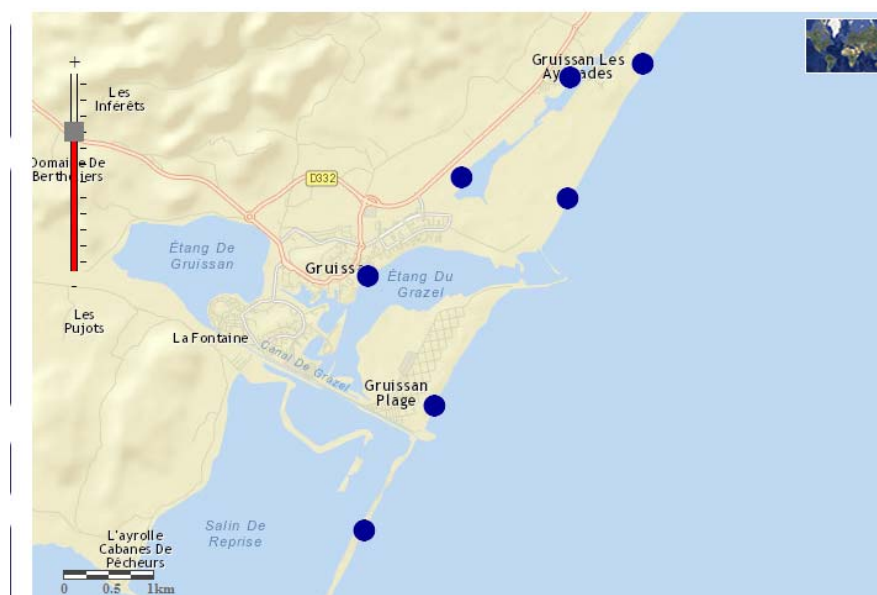 +
Gruissan Les
Les
Inférêts
D332
Étang De
Gruissan
Étang Du
Grazel
-
Les
Pujots
La Fontaine
Canal De Grazel
Gruissan
Plage
Salin De
Reprise
L'ayrolle
Cabanes De
Pêcheurs
0 0.5 1km